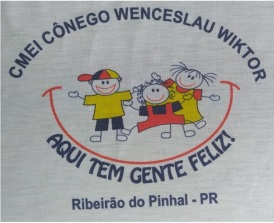 CMEI CÔNEGO WENCESLAU WIKTOR
AQUI TEM GENTE FELIZ!
Ribeirão do Pinhal - PR